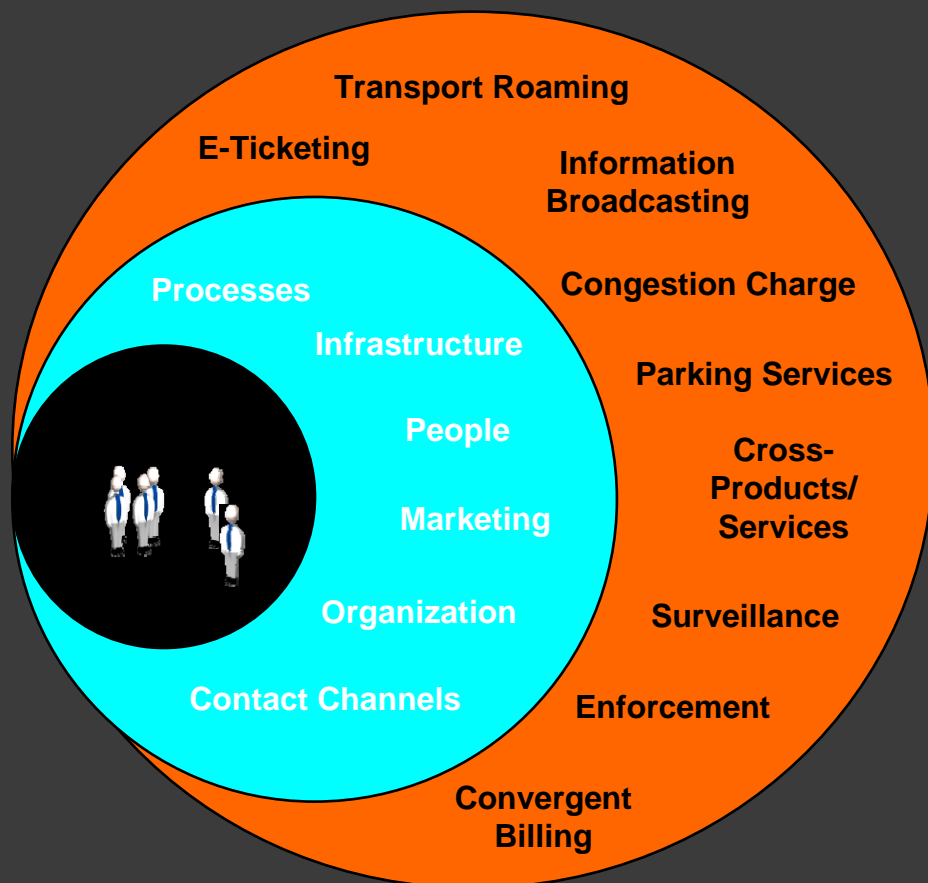 Transport Roaming
E-Ticketing
Information
Broadcasting
Congestion Charge
Parking Services
Cross-
Products/
Services
Surveillance
Enforcement
Convergent
Billing
Processes
Infrastructure
People
Marketing
Organization
Contact Channels